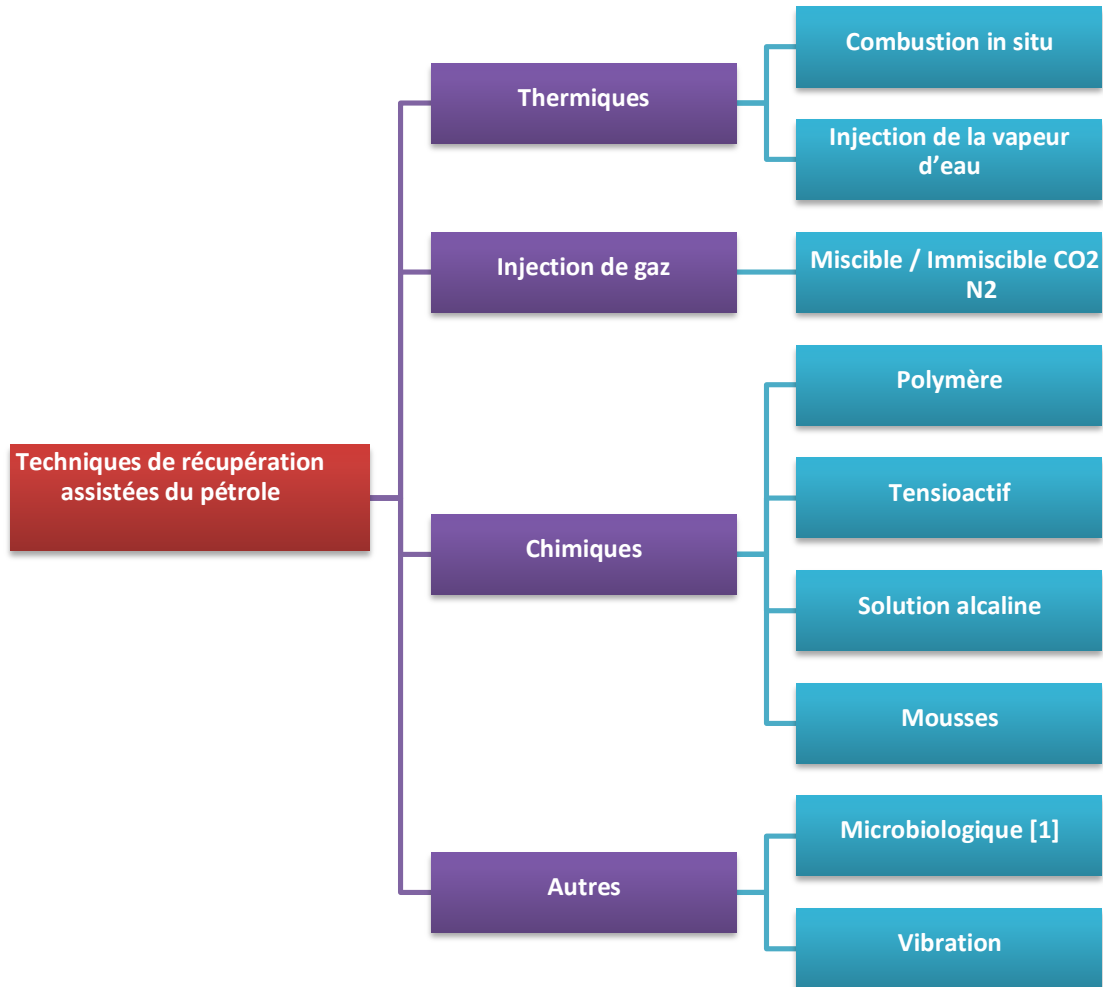 Techniques de récupération
assistées du pétrole
Thermiques
Combustion in situ
Injection de la vapeur
d’eau
Injection de gaz
Miscible / Immiscible CO2
N2
Chimiques
Polymère
Tensioactif
Solution alcaline
Mousses
Autres
Microbiologique [1]
Vibration